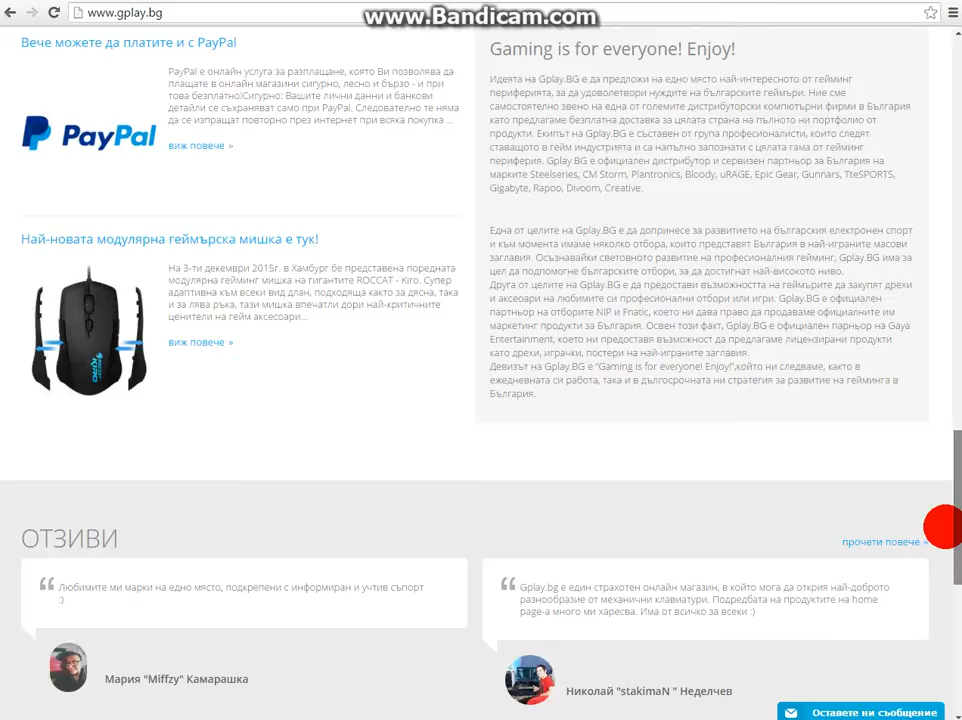 www.gplay.bg
www.Bandicam.com
Вече можете да платите и с PayPal
PayPal е онлайн услуга за разплащане, която Ви позволява да
плащате в онлайн магазини сигурно, лесно и бързо - и при
това безплатно!Сигурно: Вашите лични данни и банкови
детайли се съхраняват само при PayPal. Следователно те няма
да се изпращат повторно през интернет при всяка покупка ...
PayPal
виж повече »
Най-новата модулярна геймърска мишка е тук!
На 3-ти декември 2015г. в Хамбург бе представена поредната
модулярна гейминг мишка на гигантите ROCCAT - Kiro. Супер
адаптивна към всеки вид длан, подходяща както за дясна, така
и за лява ръка, тази мишка впечатли дори най-критичните
ценители на гейм аксесоари...
KIRO
виж повече »
Gaming is for everyone! Enjoy!
Идеята на Gplay.BG е да предложи на едно място най-интересното от гейминг
периферията, за да удоволетвори нуждите на българските геймъри. Ние сме
самостоятелно звено на една от големите дистрибуторски компютърни фирми в България
като предлагаме безплатна доставка за цялата страна на пълното ни портфолио от
продукти. Екипът на Gplay.BG е съставен от група професионалисти, които следят
ставащото в гейм индустрията и са напълно запознати с цялата гама от гейминг
периферия. Gplay.BG е официален дистрибутор и сервизен партньор за България на
марките Steelseries, CM Storm, Plantronics, Bloody, uRAGE, Epic Gear, Gunnars, TteSPORTS,
Gigabyte, Rapoo, Divoom, Creative.
Една от целите на Gplay.BG е да допринесе за развитието на българския електронен спорт
и към момента имаме няколко отбора, които представят България в най-играните масови
заглавия. Осъзнавайки световното развитие на професионалния гейминг, Gplay.BG има за
цел да подпомогне българските отбори, за да достигнат най-високото ниво.
Друга от целите на Gplay.BG е да предостави възможността на геймърите да закупят дрехи
и аксеоари на любимите си професионални отбори или игри. Gplay.BG е официален
партньор на отборите NIP и Fnatic, което ни дава право да продаваме официалните им
маркетинг продукти за България. Освен този факт, Gplay.BG е официален парньор на Gaya
Entertainment, което ни предоставя възможност да предлагаме лицензирани продукти
като дрехи, играчки, постери на най-играните заглавия.
Девизът на Gplay.BG е “Gaming is for everyone! Enjoy!”,който ни следваме, както в
ежедневната си работа, така и в дългосрочната ни стратегия за развитие на гейминга в
България.
ОТЗИВИ
прочети повече »
“ Любимите ми марки на едно място, подкрепени с информиран и учтив съпорт
:)
Мария "Miffzy" Камарашка
“ Gplay.bg е един страхотен онлайн магазин, в който мога да открия най-доброто
разнообразие от механични клавиатури. Подредбата на продуктите на home
page-а много ми харесва. Има от всичко за всеки :)
Николай "stakimaN " Неделчев
Оставете ни съобщение